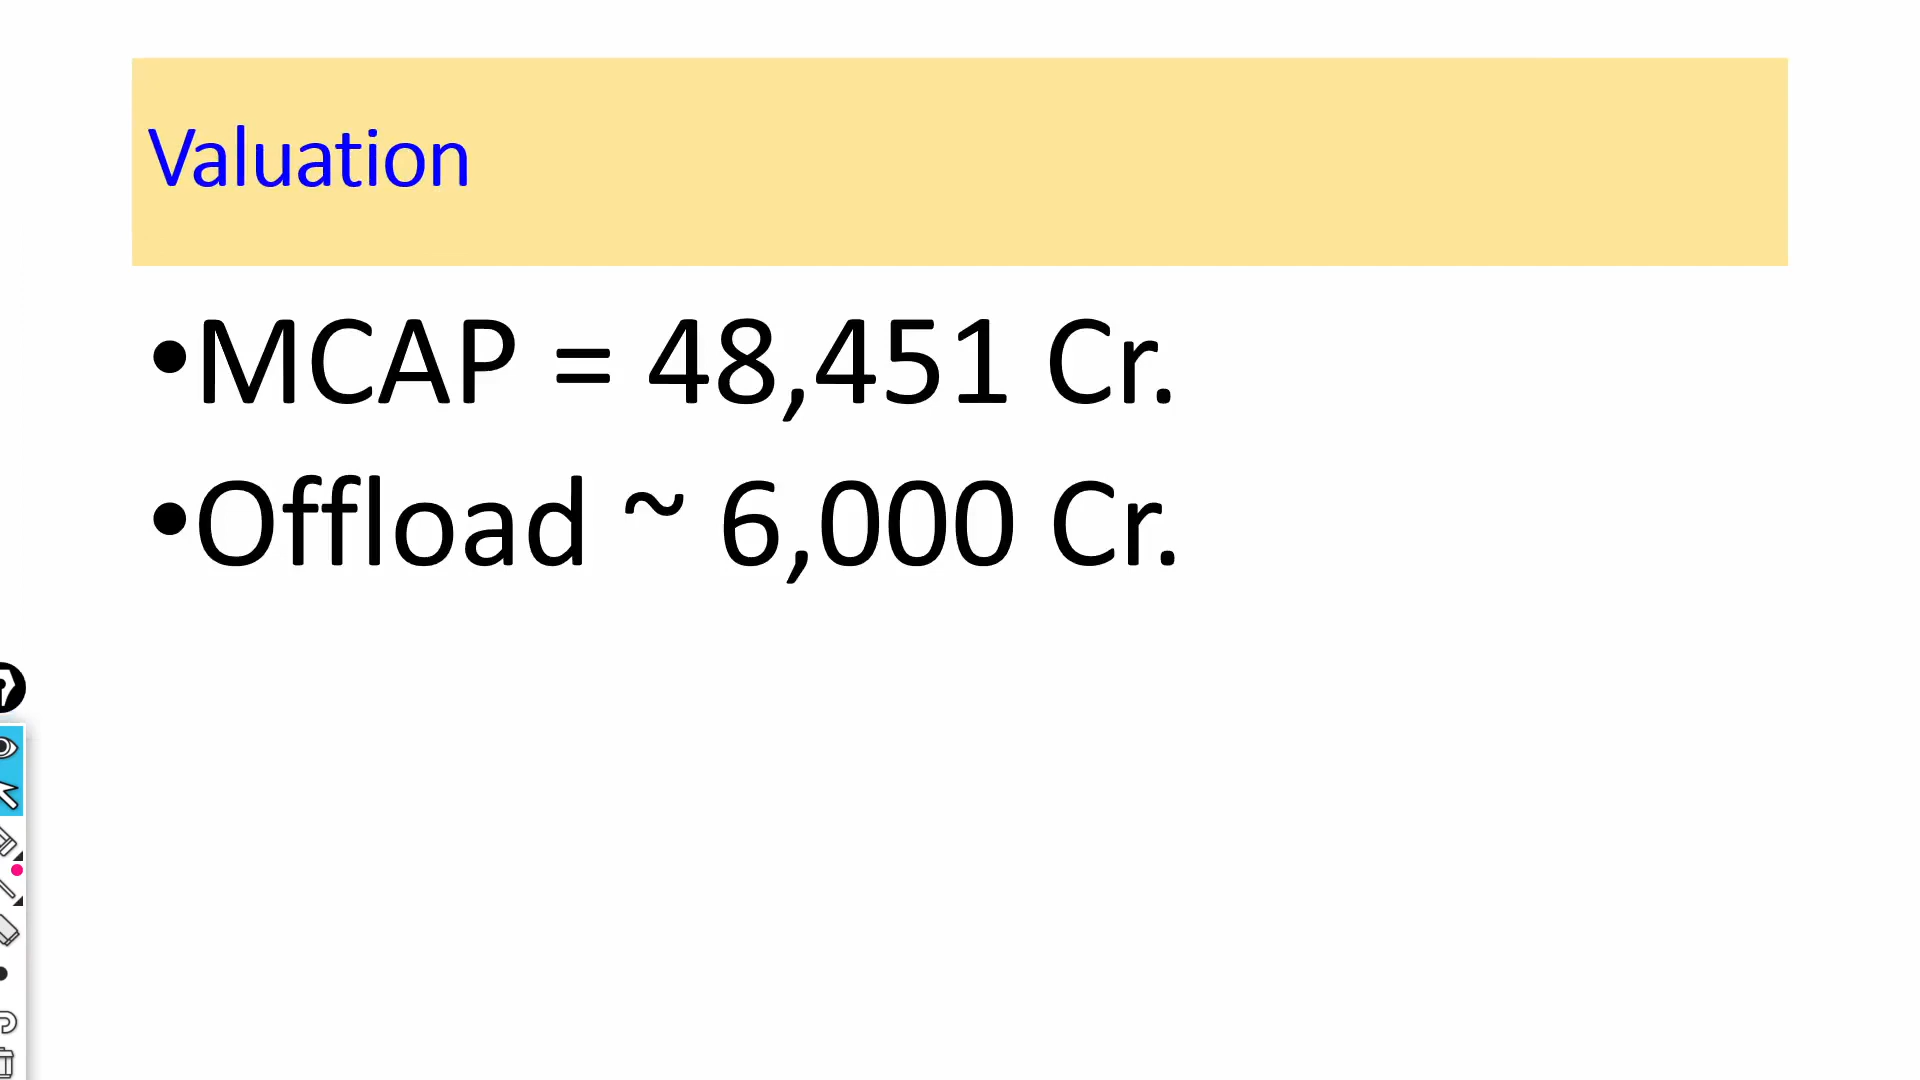 Valuation
•MCAP = 48,451 Cr.
•Offload ~ 6,000 Cr.